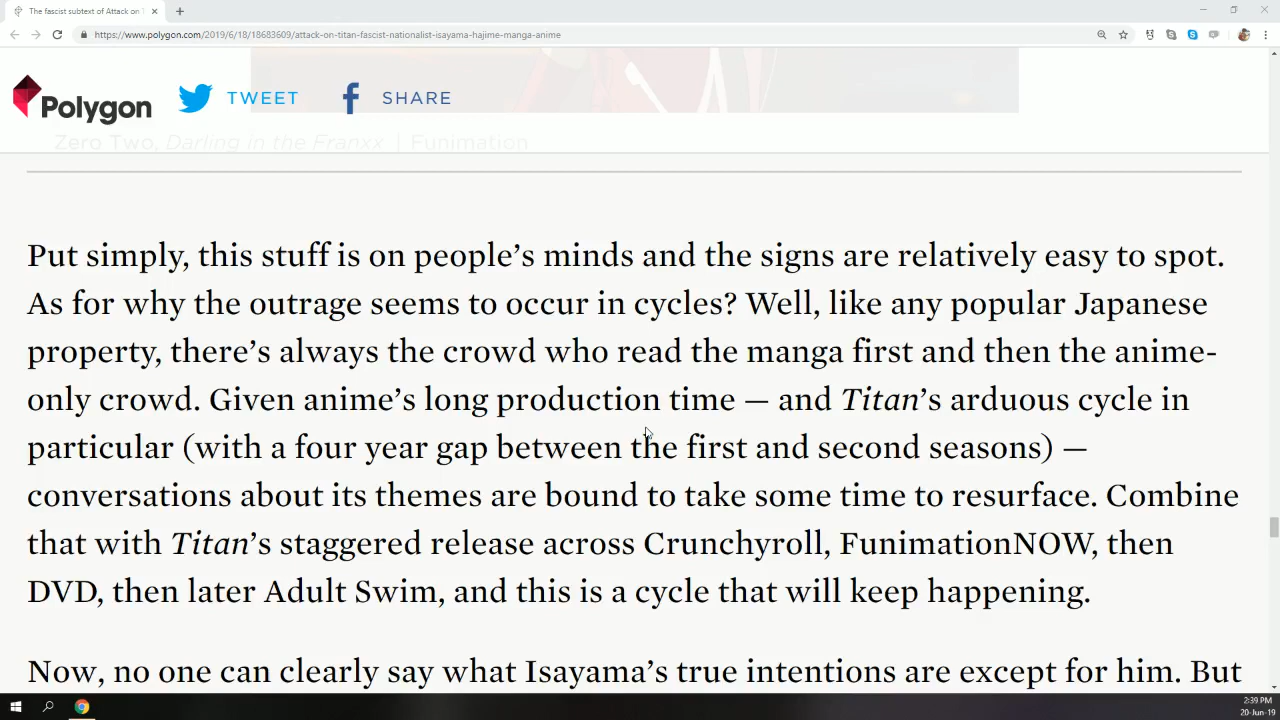 The fascist subtext of Attack on T
https://www.polygon.com/2019/6/18/18683609/attack-on-titan-fascist-nationalist-isayama-hajime-manga-anime
Polygon TWEET SHARE
Zero Two, Darling in the Franxx | Funimation
Put simply, this stuff is on people’s minds and the signs are relatively easy to spot.
As for why the outrage seems to occur in cycles? Well, like any popular Japanese
property, there’s always the crowd who read the manga first and then the anime-
only crowd. Given anime’s long production time — and Titan’s arduous cycle in
particular (with a four year gap between the first and second seasons) —
conversations about its themes are bound to take some time to resurface. Combine
that with Titan’s staggered release across Crunchyroll, FunimationNOW, then
DVD, then later Adult Swim, and this is a cycle that will keep happening.
Now, no one can clearly say what Isayama’s true intentions are except for him. But
2:39 PM
20-Jun-19